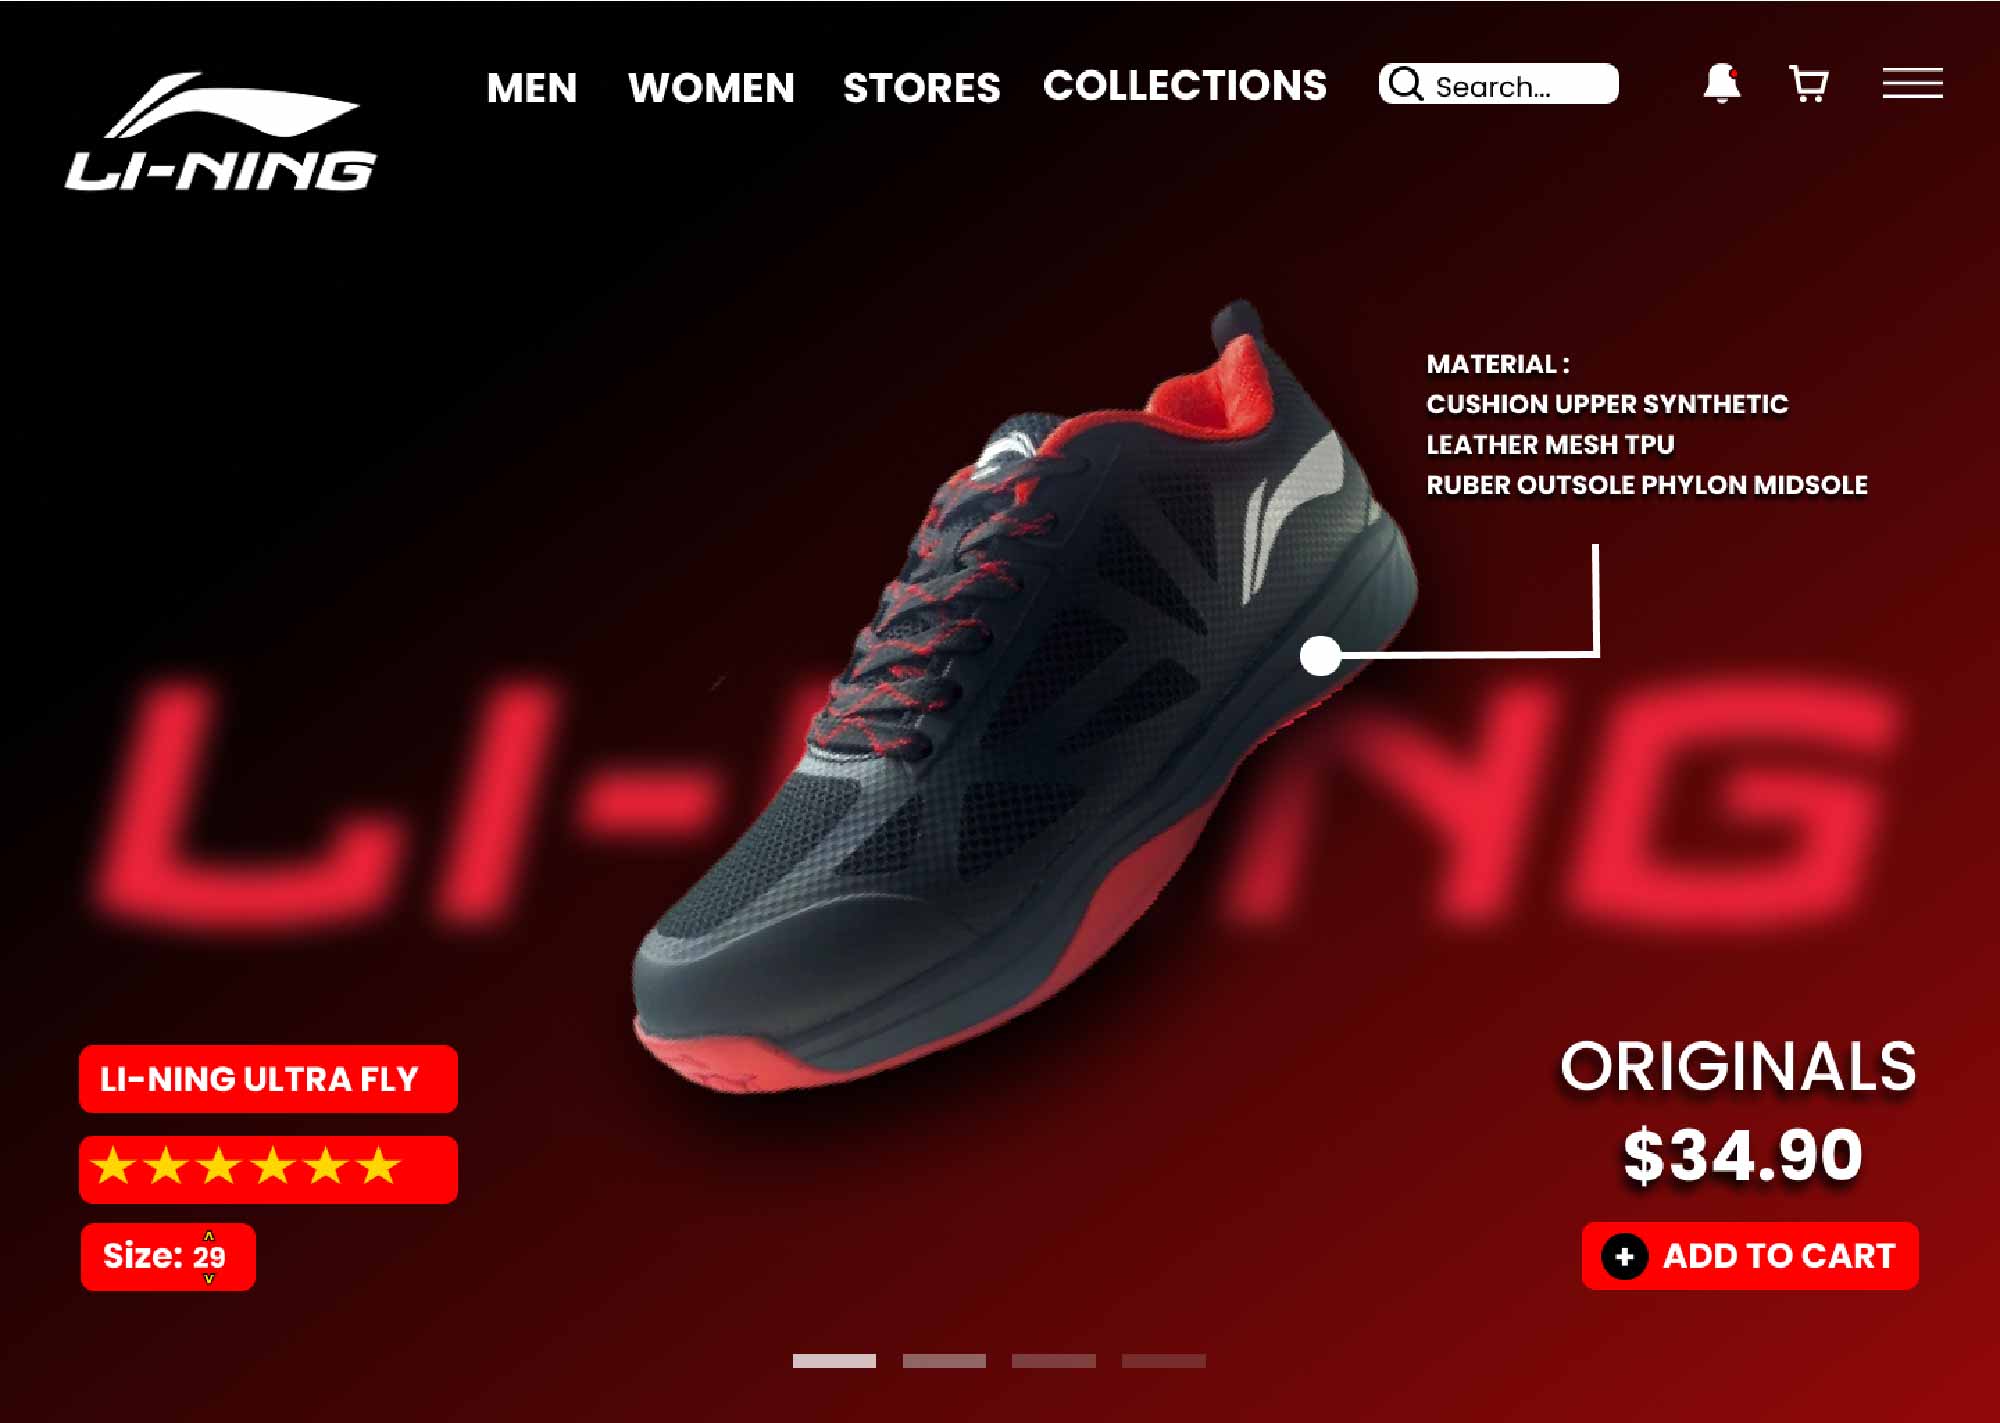 LI-NING
MEN WOMEN STORES COLLECTIONS Search...
MATERIAL :
CUSHION UPPER SYNTHETIC
LEATHER MESH TPU
RUBER OUTSOLE PHYLON MIDSOLE
LI-NING
LI-NING ULTRA FLY
Size: 29
ORIGINALS
$34.90
+ ADD TO CART